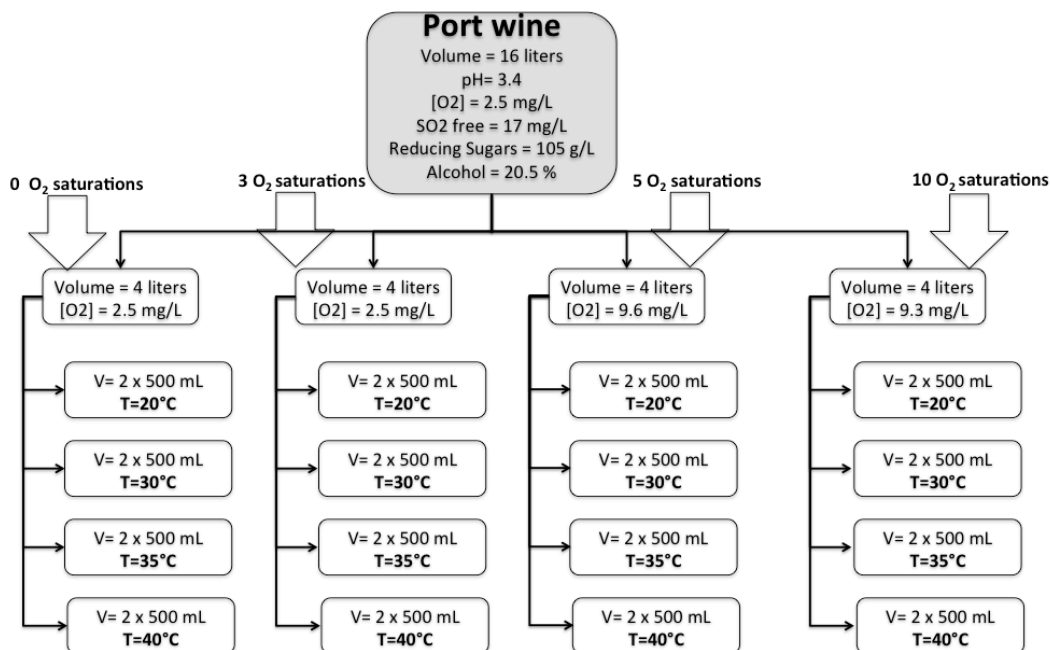 Port wine
Volume = 16 liters
pH= 3.4
[O2] = 2.5 mg/L
SO2 free = 17 mg/L
Reducing Sugars = 105 g/L
Alcohol = 20.5 %
0 O₂ saturations
3 O₂ saturations
5 O₂ saturations
10 O₂ saturations
Volume = 4 liters
[O2] = 2.5 mg/L
Volume = 4 liters
[O2] = 2.5 mg/L
Volume = 4 liters
[O2] = 9.6 mg/L
Volume = 4 liters
[O2] = 9.3 mg/L
V= 2 x 500 mL
T=20°C
V= 2 x 500 mL
T=20°C
V= 2 x 500 mL
T=20°C
V= 2 x 500 mL
T=20°C
V= 2 x 500 mL
T=30°C
V= 2 x 500 mL
T=30°C
V= 2 x 500 mL
T=30°C
V= 2 x 500 mL
T=30°C
V= 2 x 500 mL
T=35°C
V= 2 x 500 mL
T=35°C
V= 2 x 500 mL
T=35°C
V= 2 x 500 mL
T=35°C
V= 2 x 500 mL
T=40°C
V= 2 x 500 mL
T=40°C
V= 2 x 500 mL
T=40°C
V= 2 x 500 mL
T=40°C